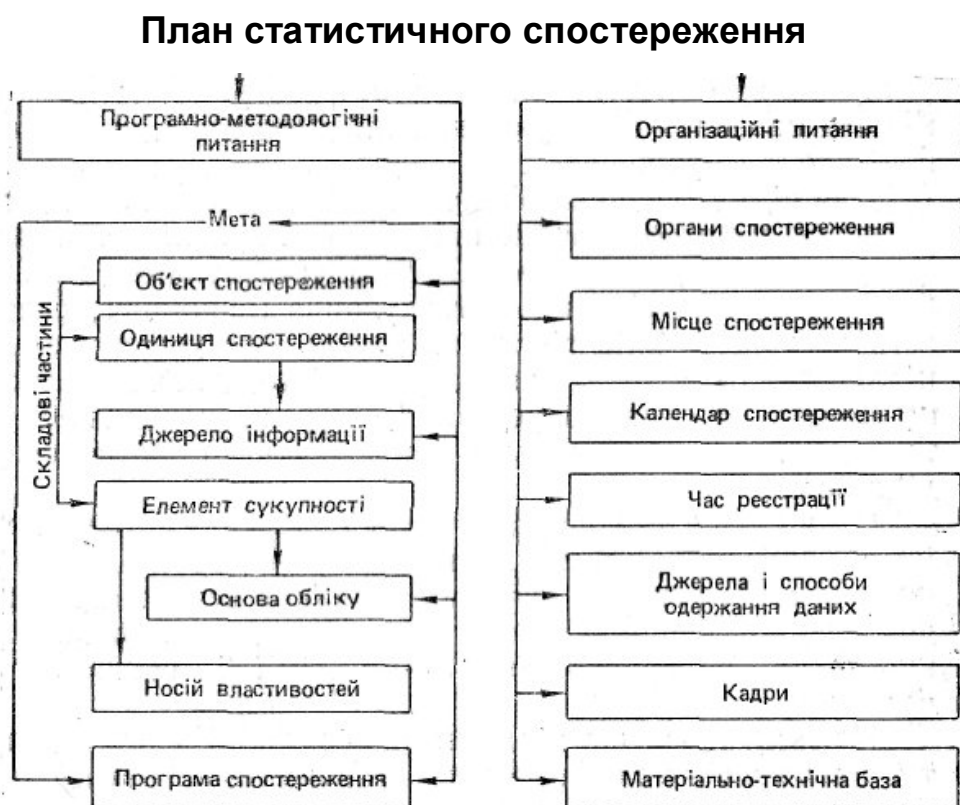 План статистичного спостереження
Програмно-методологічні
питання
Мета
Складові частини
Об'єкт спостереження
Одиниця спостереження
Джерело інформації
Елемент сукупності
Основа обліку
Носій властивостей
Програма спостереження
Організаційні питання
Органи спостереження
Місце спостереження
Календар спостереження
Час реєстрації
Джерела і способи
одержання даних
Кадри
Матеріально-технічна база